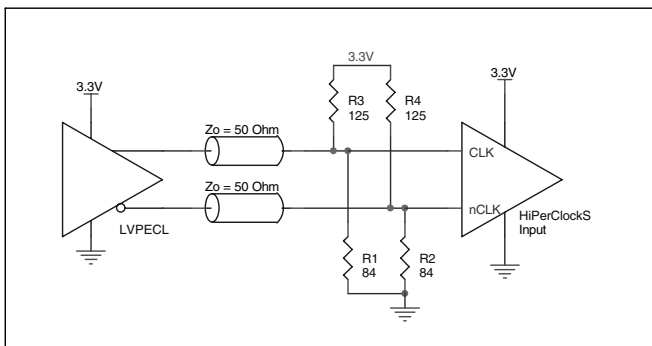 3.3V
3.3V
3.3V
R3
125
R4
125
Zo = 50 Ohm
CLK
Zo = 50 Ohm
nCLK
LVPECL
HiPerClockS
Input
R1
84
R2
84